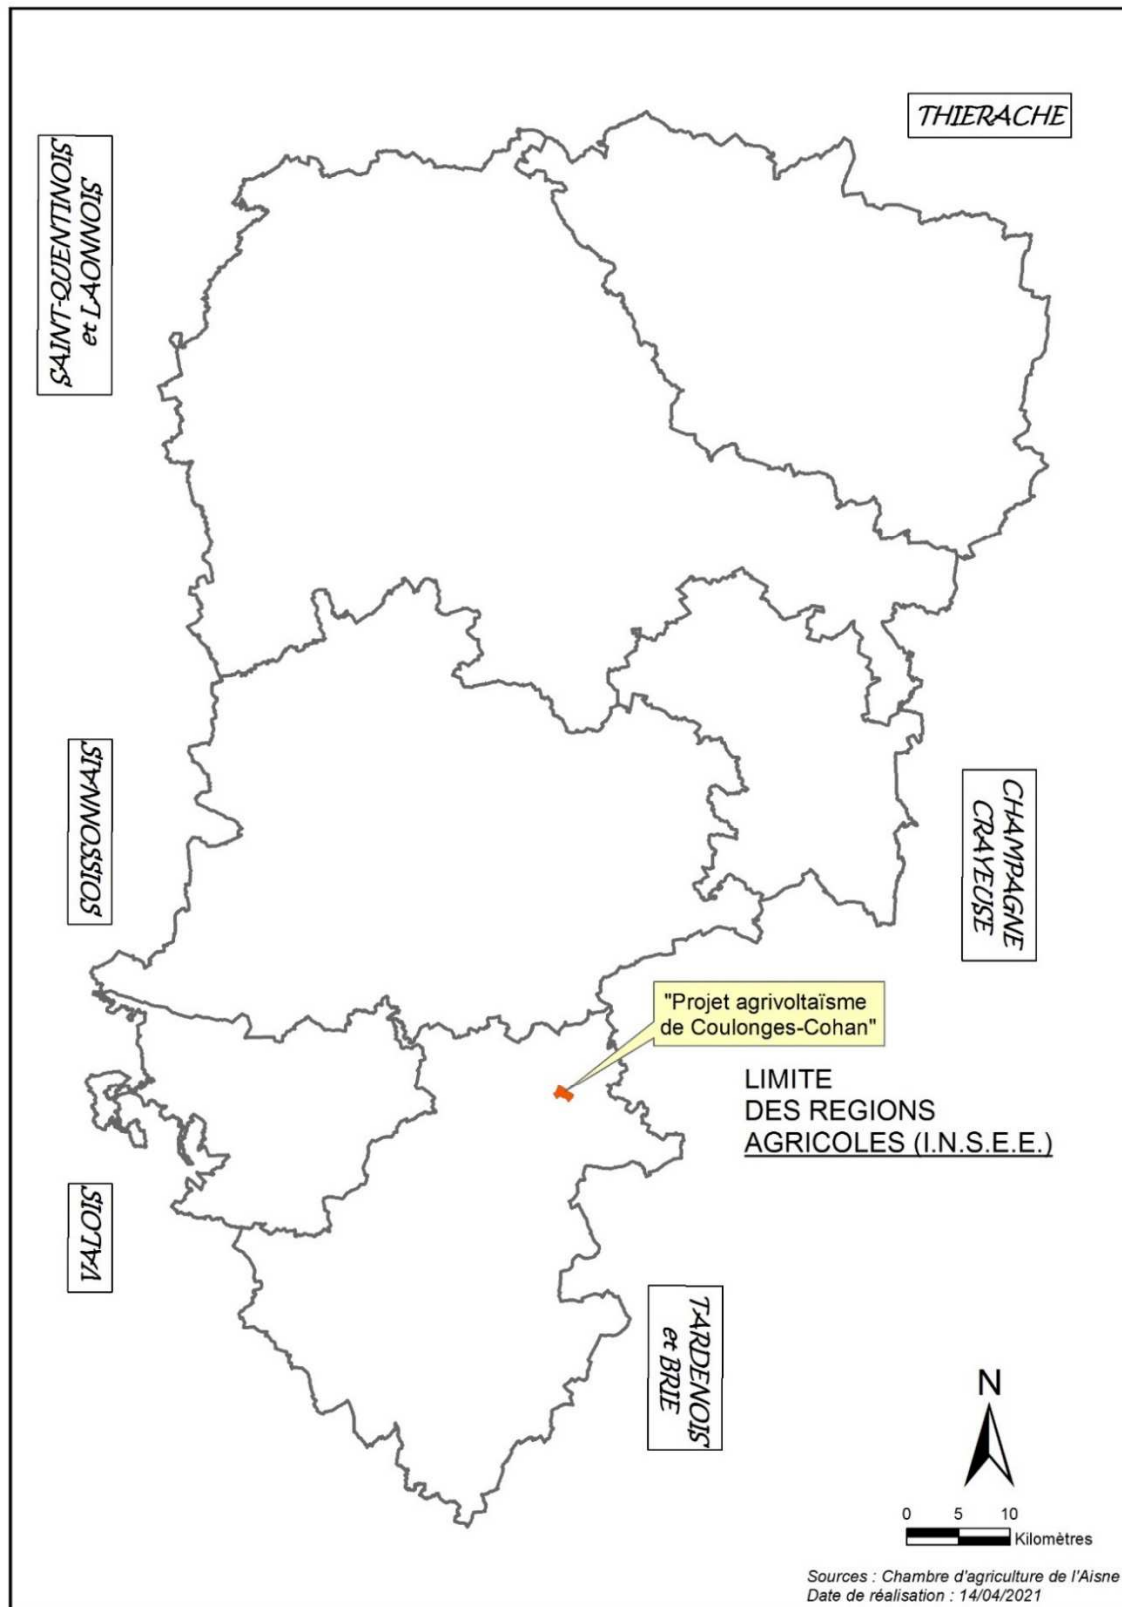 THIERACHE
SAINT-QUENTINOIS
et LAONNOIS
SOISSONNAIS
CHAMPAGNE
CRAYEUSE
"Projet agrivoltaïsme
de Coulonges-Cohan"
LIMITE
DES REGIONS
AGRICOLES (I.N.S.E.E.)
VALOIS
TARDENOIS
et BRIE
N
0 5 10
Kilomètres
Sources : Chambre d'agriculture de l'Aisne
Date de réalisation : 14/04/2021